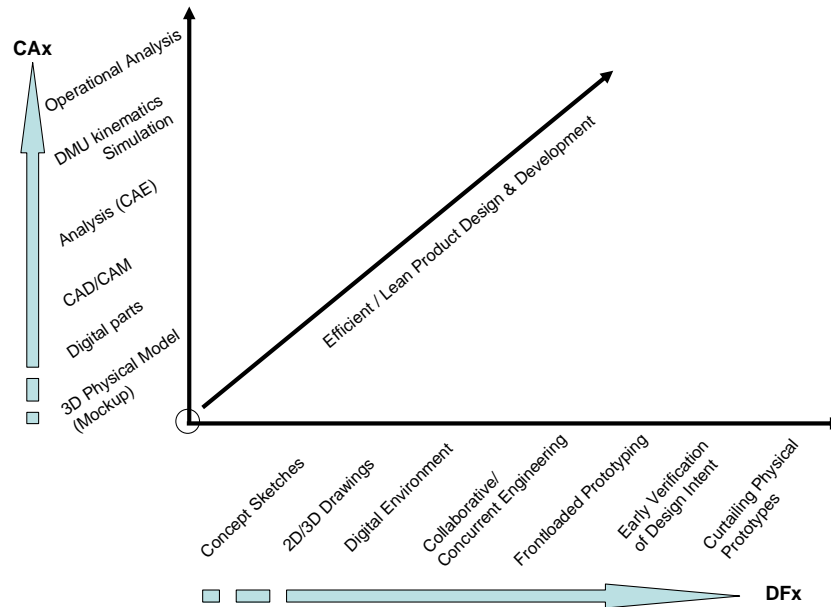 CAx
Operational Analysis
DMU kinematics
Simulation
Analysis (CAE)
CAD/CAM
Digital parts
3D Physical Model
(Mockup)
Efficient / Lean Product Design & Development
Concept Sketches
2D/3D Drawings
Digital Environment
Collaborative/
Concurrent Engineering
Frontloaded Prototyping
Early Verification
of Design Intent
Curtailing Physical
Prototypes
DFx